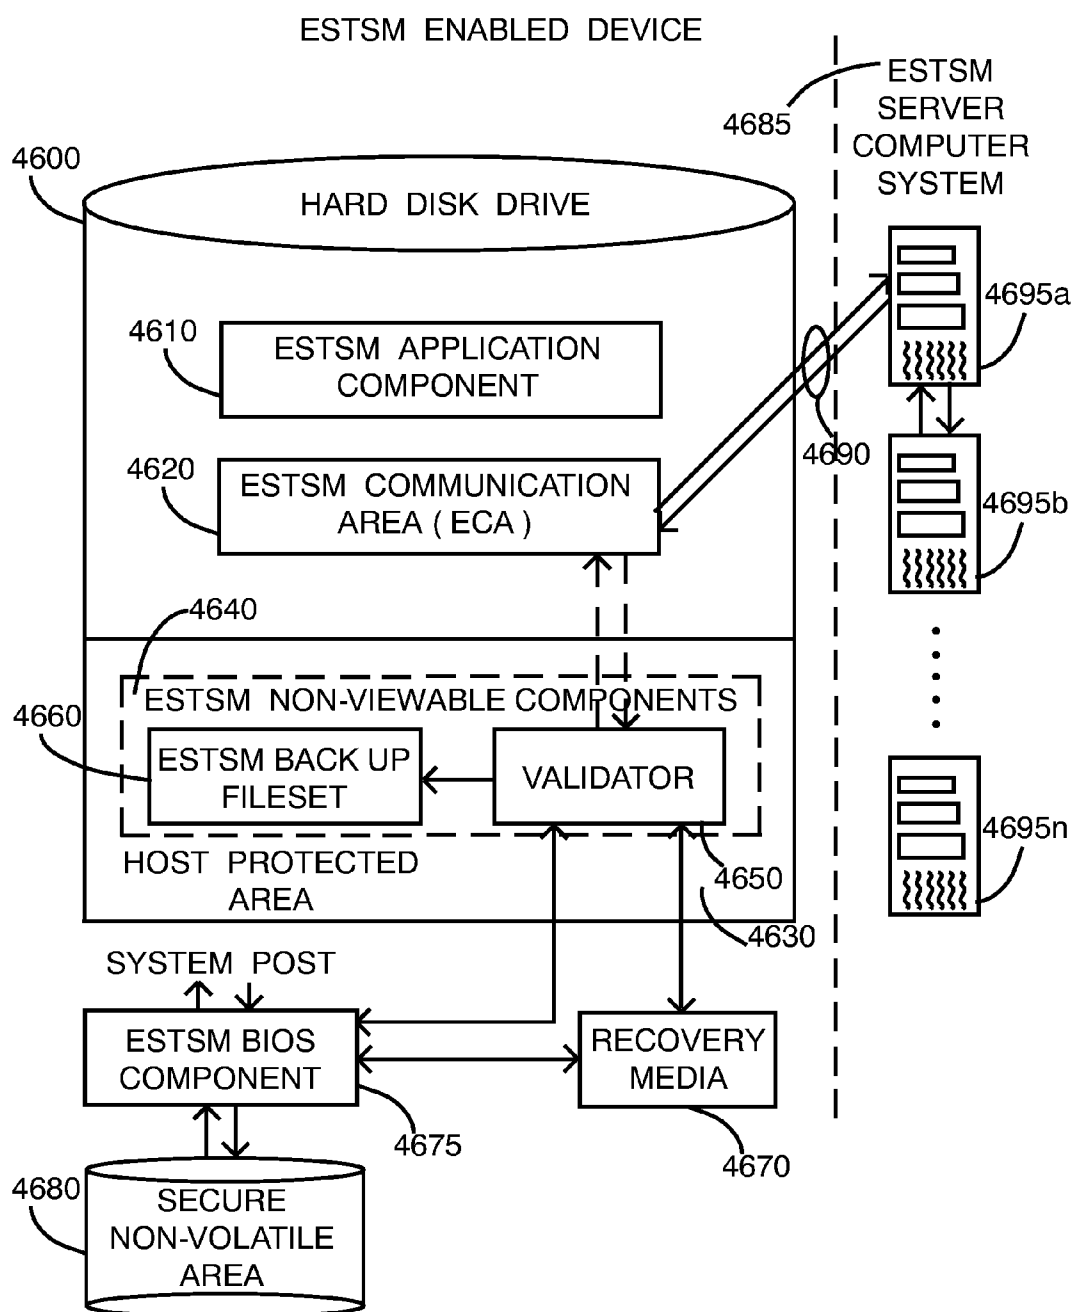 ESTSM ENABLED DEVICE
ESTSM
SERVER
COMPUTER
SYSTEM
4685
4600
HARD DISK DRIVE
4695a
4610
ESTSM APPLICATION
COMPONENT
4690
4620
ESTSM COMMUNICATION
AREA ( ECA )
4695b
4640
ESTSM NON-VIEWABLE COMPONENTS
4660
ESTSM BACK UP
FILESET
VALIDATOR
4695n
HOST PROTECTED
AREA
4650
4630
SYSTEM POST
ESTSM BIOS
COMPONENT
RECOVERY
MEDIA
4675
4670
4680
SECURE
NON-VOLATILE
AREA